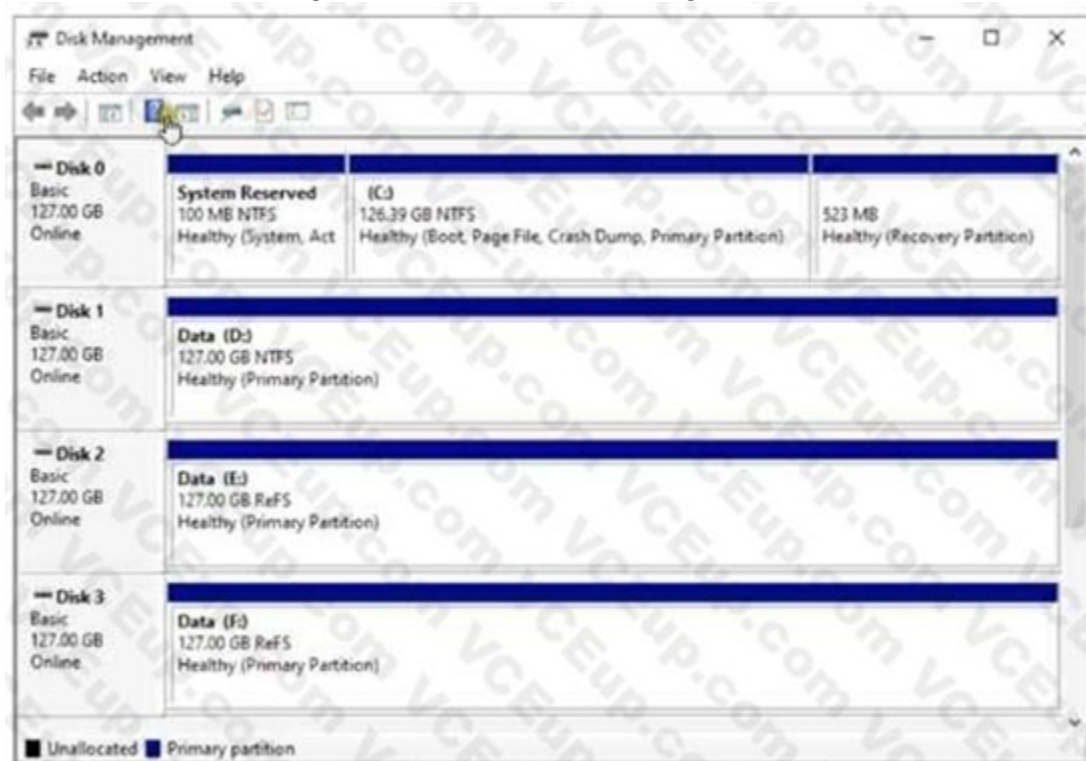 Disk Management
File Action View Help
Disk 0
Basic
127.00 GB
Online
System Reserved
100 MB NTFS
Healthy (System, Act
(C:)
126.39 GB NTFS
Healthy (Boot, Page File, Crash Dump, Primary Partition)
523 MB
Healthy (Recovery Partition)
Disk 1
Basic
127.00 GB
Online
Data (D:)
127.00 GB NTFS
Healthy (Primary Partition)
Disk 2
Basic
127.00 GB
Online
Data (E:)
127.00 GB ReFS
Healthy (Primary Partition)
Disk 3
Basic
127.00 GB
Online
Data (F:)
127.00 GB ReFS
Healthy (Primary Partition)
Unallocated Primary partition
VCEup.com